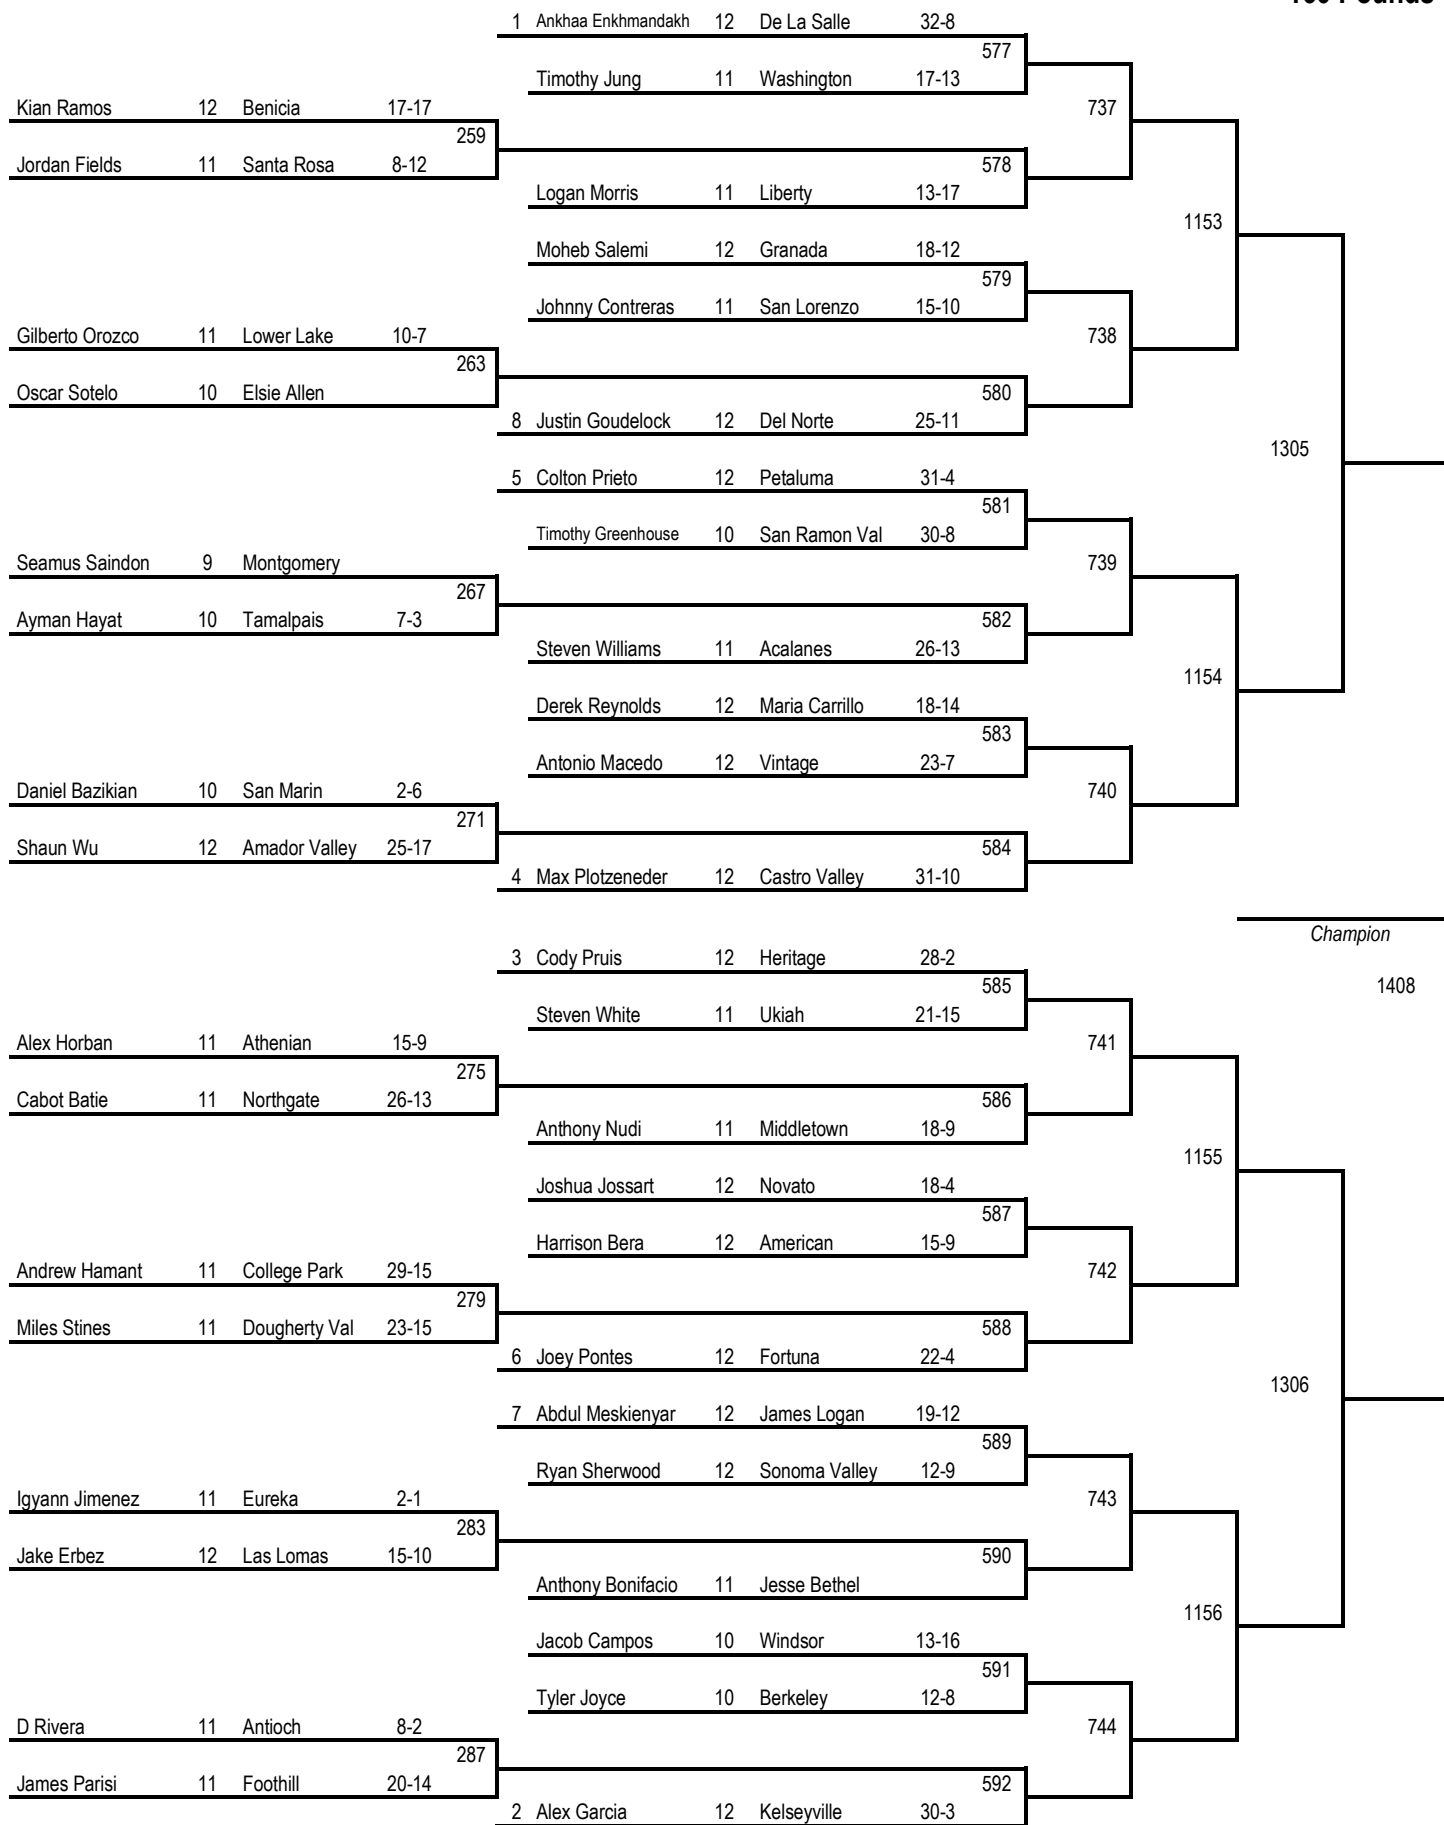 1 Ankhaa Enkhmandakh 12 De La Salle 32-8
577
Timothy Jung 11 Washington 17-13
Kian Ramos 12 Benicia 17-17
737
259
Jordan Fields 11 Santa Rosa 8-12
578
Logan Morris 11 Liberty 13-17
1153
Moheb Salemi 12 Granada 18-12
579
Johnny Contreras 11 San Lorenzo 15-10
Gilberto Orozco 11 Lower Lake 10-7
738
263
Oscar Sotelo 10 Elsie Allen
580
8 Justin Goudelock 12 Del Norte 25-11
1305
5 Colton Prieto 12 Petaluma 31-4
581
Timothy Greenhouse 10 San Ramon Val 30-8
Seamus Saindon 9 Montgomery
739
267
Ayman Hayat 10 Tamalpais 7-3
582
Steven Williams 11 Acalanes 26-13
1154
Derek Reynolds 12 Maria Carrillo 18-14
583
Antonio Macedo 12 Vintage 23-7
Daniel Bazikian 10 San Marin 2-6
740
271
Shaun Wu 12 Amador Valley 25-17
584
4 Max Plotzeneder 12 Castro Valley 31-10
Champion
3 Cody Pruis 12 Heritage 28-2
585
1408
Steven White 11 Ukiah 21-15
Alex Horban 11 Athenian 15-9
741
275
Cabot Batie 11 Northgate 26-13
586
Anthony Nudi 11 Middletown 18-9
1155
Joshua Jossart 12 Novato 18-4
587
Harrison Bera 12 American 15-9
Andrew Hamant 11 College Park 29-15
742
279
Miles Stines 11 Dougherty Val 23-15
588
6 Joey Pontes 12 Fortuna 22-4
1306
7 Abdul Meskienyar 12 James Logan 19-12
589
Ryan Sherwood 12 Sonoma Valley 12-9
Igyann Jimenez 11 Eureka 2-1
743
283
Jake Erbez 12 Las Lomas 15-10
590
Anthony Bonifacio 11 Jesse Bethel
1156
Jacob Campos 10 Windsor 13-16
591
Tyler Joyce 10 Berkeley 12-8
D Rivera 11 Antioch 8-2
744
287
James Parisi 11 Foothill 20-14
592
2 Alex Garcia 12 Kelseyville 30-3